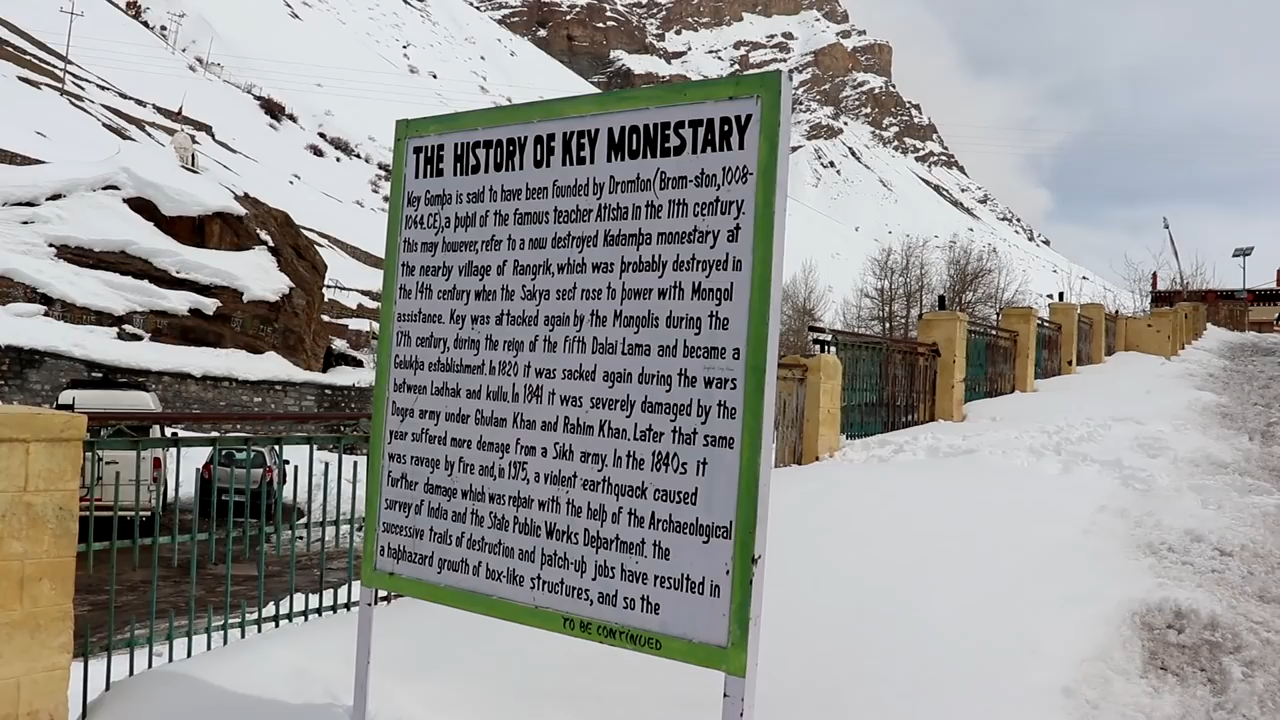 THE HISTORY OF KEY MONESTARY
Key Gompa is said to have been founded by Dromton (Brom-ston, 1008-
1064 CE), a pupil of the famous teacher Atisha in the 11th century.
this may however, refer to a now destroyed Kadampa monestary at
the nearby village of Rangrik, which was probably destroyed in
the 14th century when the Sakya sect rose to power with Mongol
assistance. Key was attacked again by the Mongolis during the
17th century, during the reign of the Fifth Dalai Lama and became a
Gelukpa establishment. In 1820 it was sacked again during the wars
between Ladhak and kullu. In 1841 it was severely damaged by the
Dogra army under Ghulam Khan and Rahim Khan. Later that same
year suffered more demage from a Sikh army. In the 1840s it
was ravage by fire and, in 1975, a violent earthquack caused
Further damage which was repair with the help of the Archaeological
survey of India and the State Public Works Department. the
successive trails of destruction and patch-up jobs have resulted in
a haphazard growth of box-like structures, and so the
TO BE CONTINUED